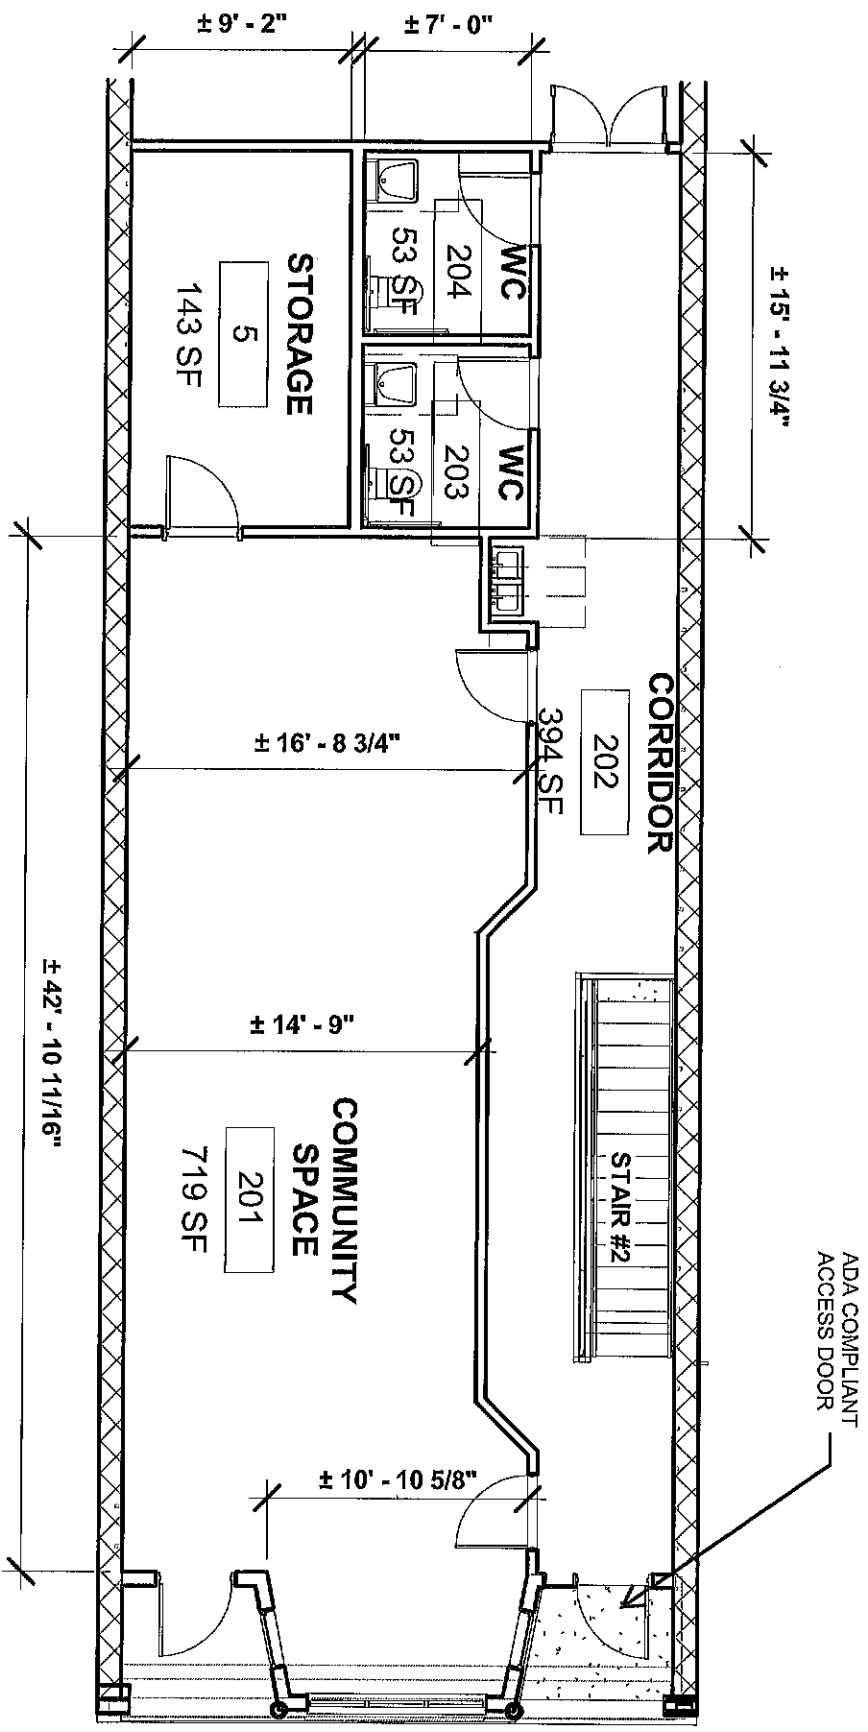 ± 9' - 2"
± 7' - 0"
± 15' - 11 3/4"
WC
204
53 SF
STORAGE
5
143 SF
WC
203
53 SF
CORRIDOR
202
394 SF
± 16' - 8 3/4"
± 42' - 10 11/16"
± 14' - 9"
STAIR #2
COMMUNITY
SPACE
201
719 SF
ADA COMPLIANT
ACCESS DOOR
± 10' - 10 5/8"